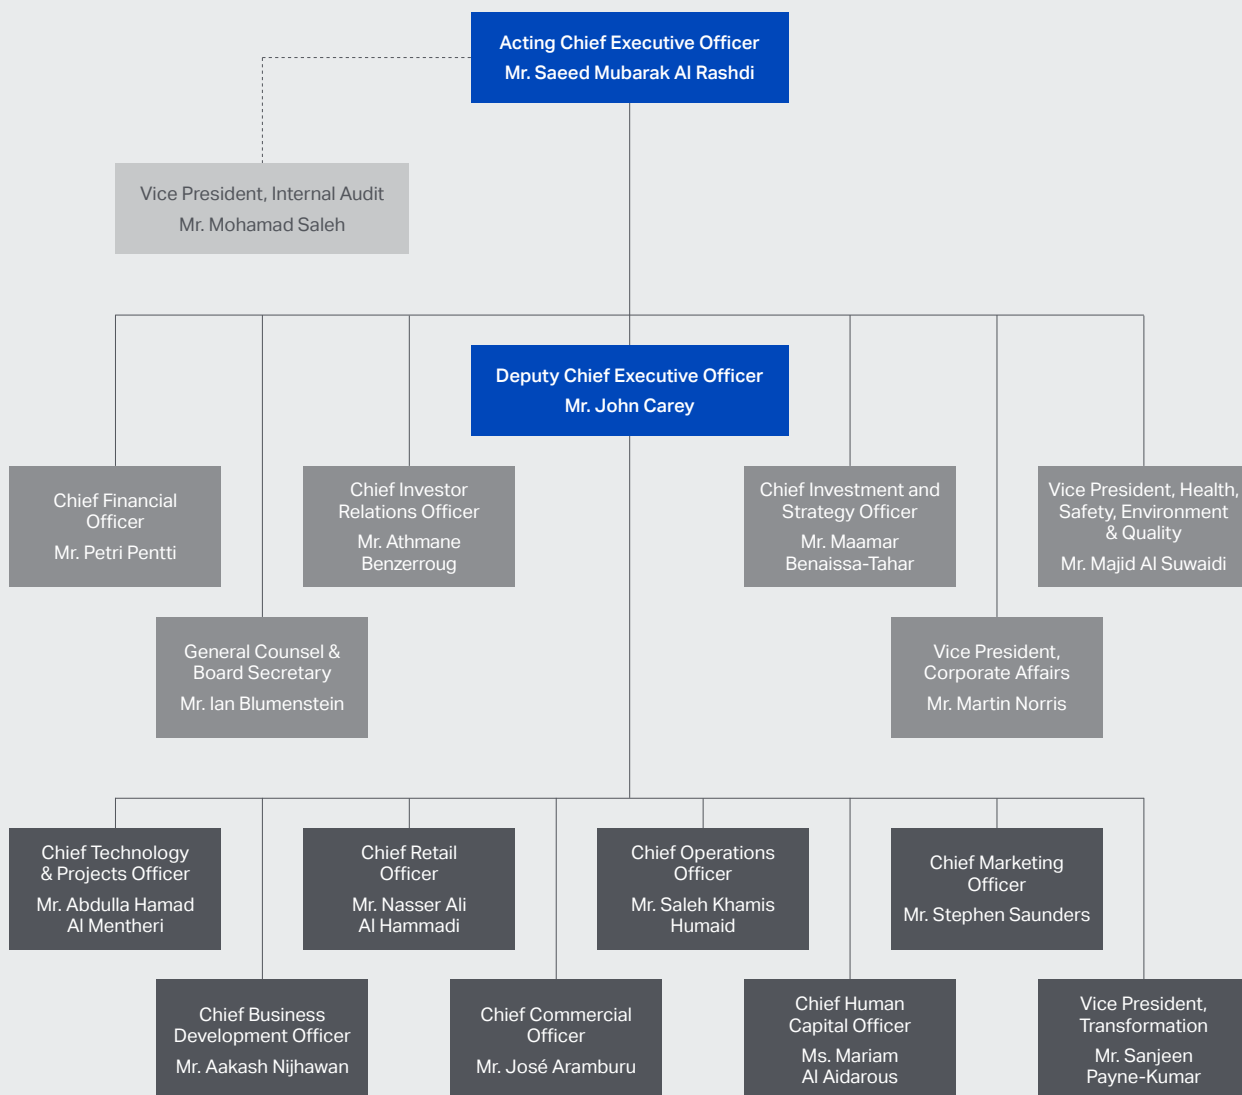 Acting Chief Executive Officer
Mr. Saeed Mubarak Al Rashdi
Vice President, Internal Audit
Mr. Mohamad Saleh
Deputy Chief Executive Officer
Mr. John Carey
Chief Financial
Officer
Mr. Petri Pentti
Chief Investor
Relations Officer
Mr. Athmane
Benzerroug
Chief Investment and
Strategy Officer
Mr. Maamar
Benaissa-Tahar
Vice President, Health,
Safety, Environment
& Quality
Mr. Majid Al Suwaidi
General Counsel &
Board Secretary
Mr. Ian Blumenstein
Vice President,
Corporate Affairs
Mr. Martin Norris
Chief Technology
& Projects Officer
Mr. Abdulla Hamad
Al Mentheri
Chief Retail
Officer
Mr. Nasser Ali
Al Hammadi
Chief Operations
Officer
Mr. Saleh Khamis
Humaid
Chief Marketing
Officer
Mr. Stephen Saunders
Chief Business
Development Officer
Mr. Aakash Nijhawan
Chief Commercial
Officer
Mr. José Aramburu
Chief Human
Capital Officer
Ms. Mariam
Al Aidarous
Vice President,
Transformation
Mr. Sanjeen
Payne-Kumar